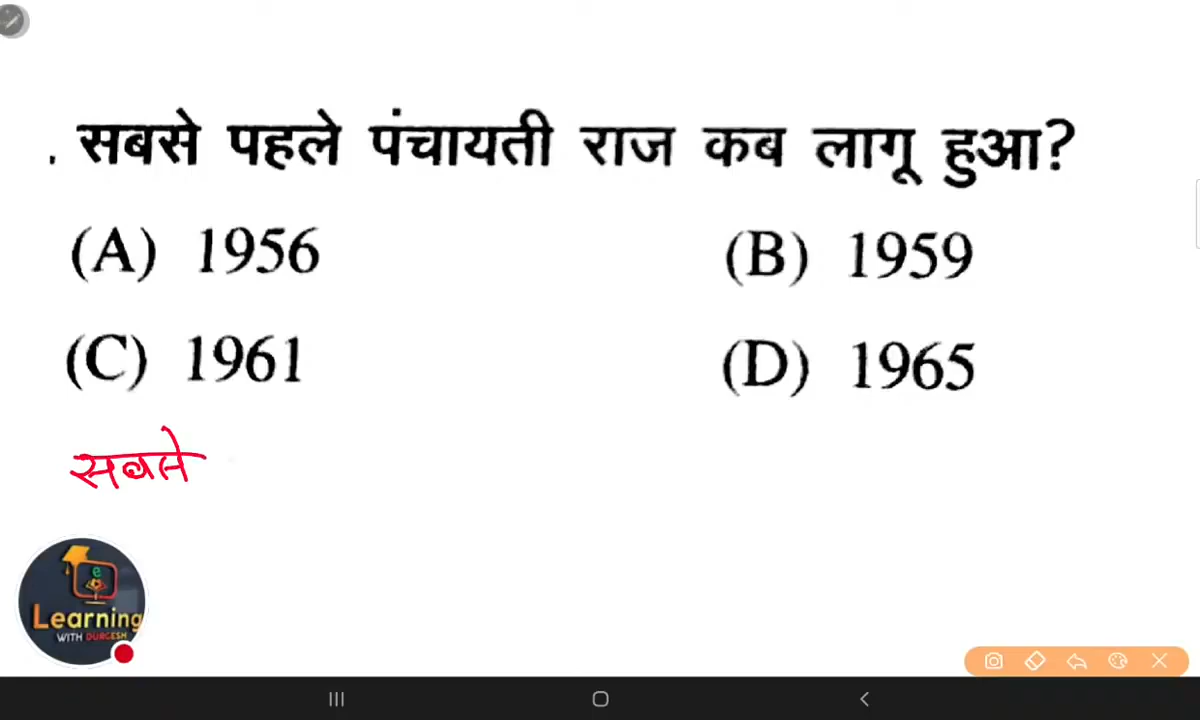 . सबसे पहले पंचायती राज कब लागू हुआ?
(A) 1956
(B) 1959
(C) 1961
(D) 1965
सबसे
e
Learning
WITH DURGESH